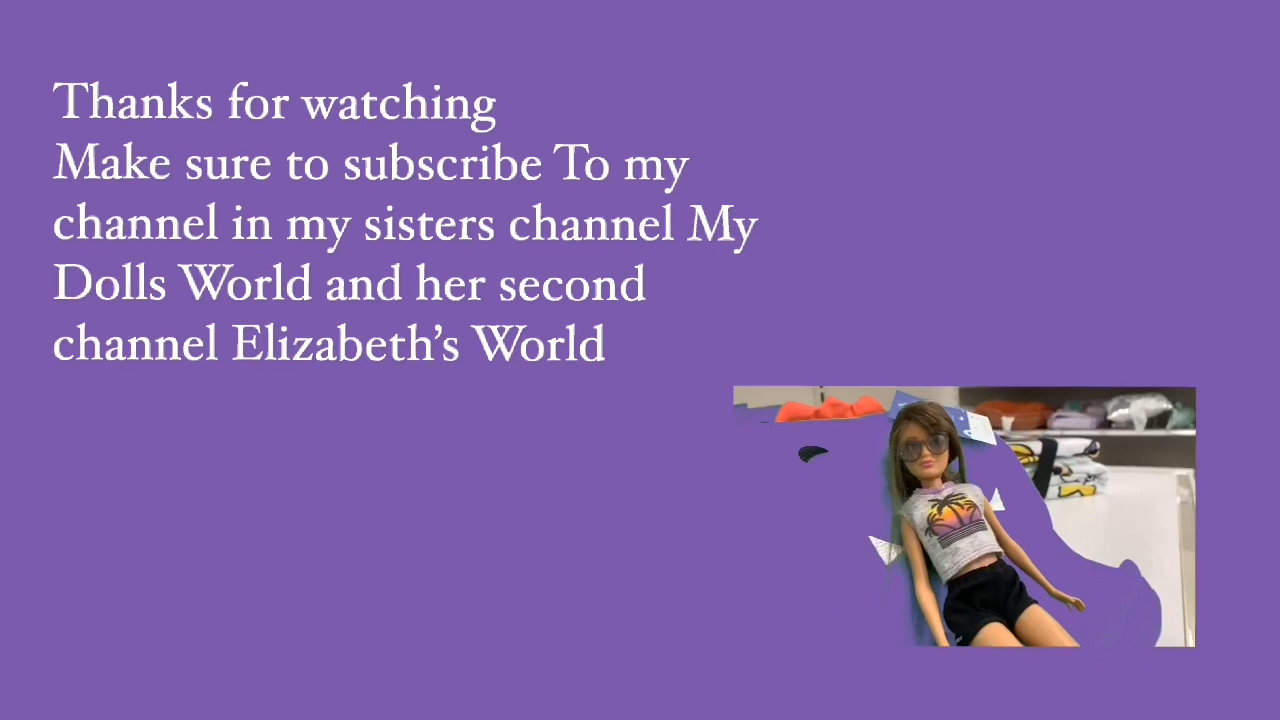 Thanks for watching
Make sure to subscribe To my
channel in my sisters channel My
Dolls World and her second
channel Elizabeth’s World